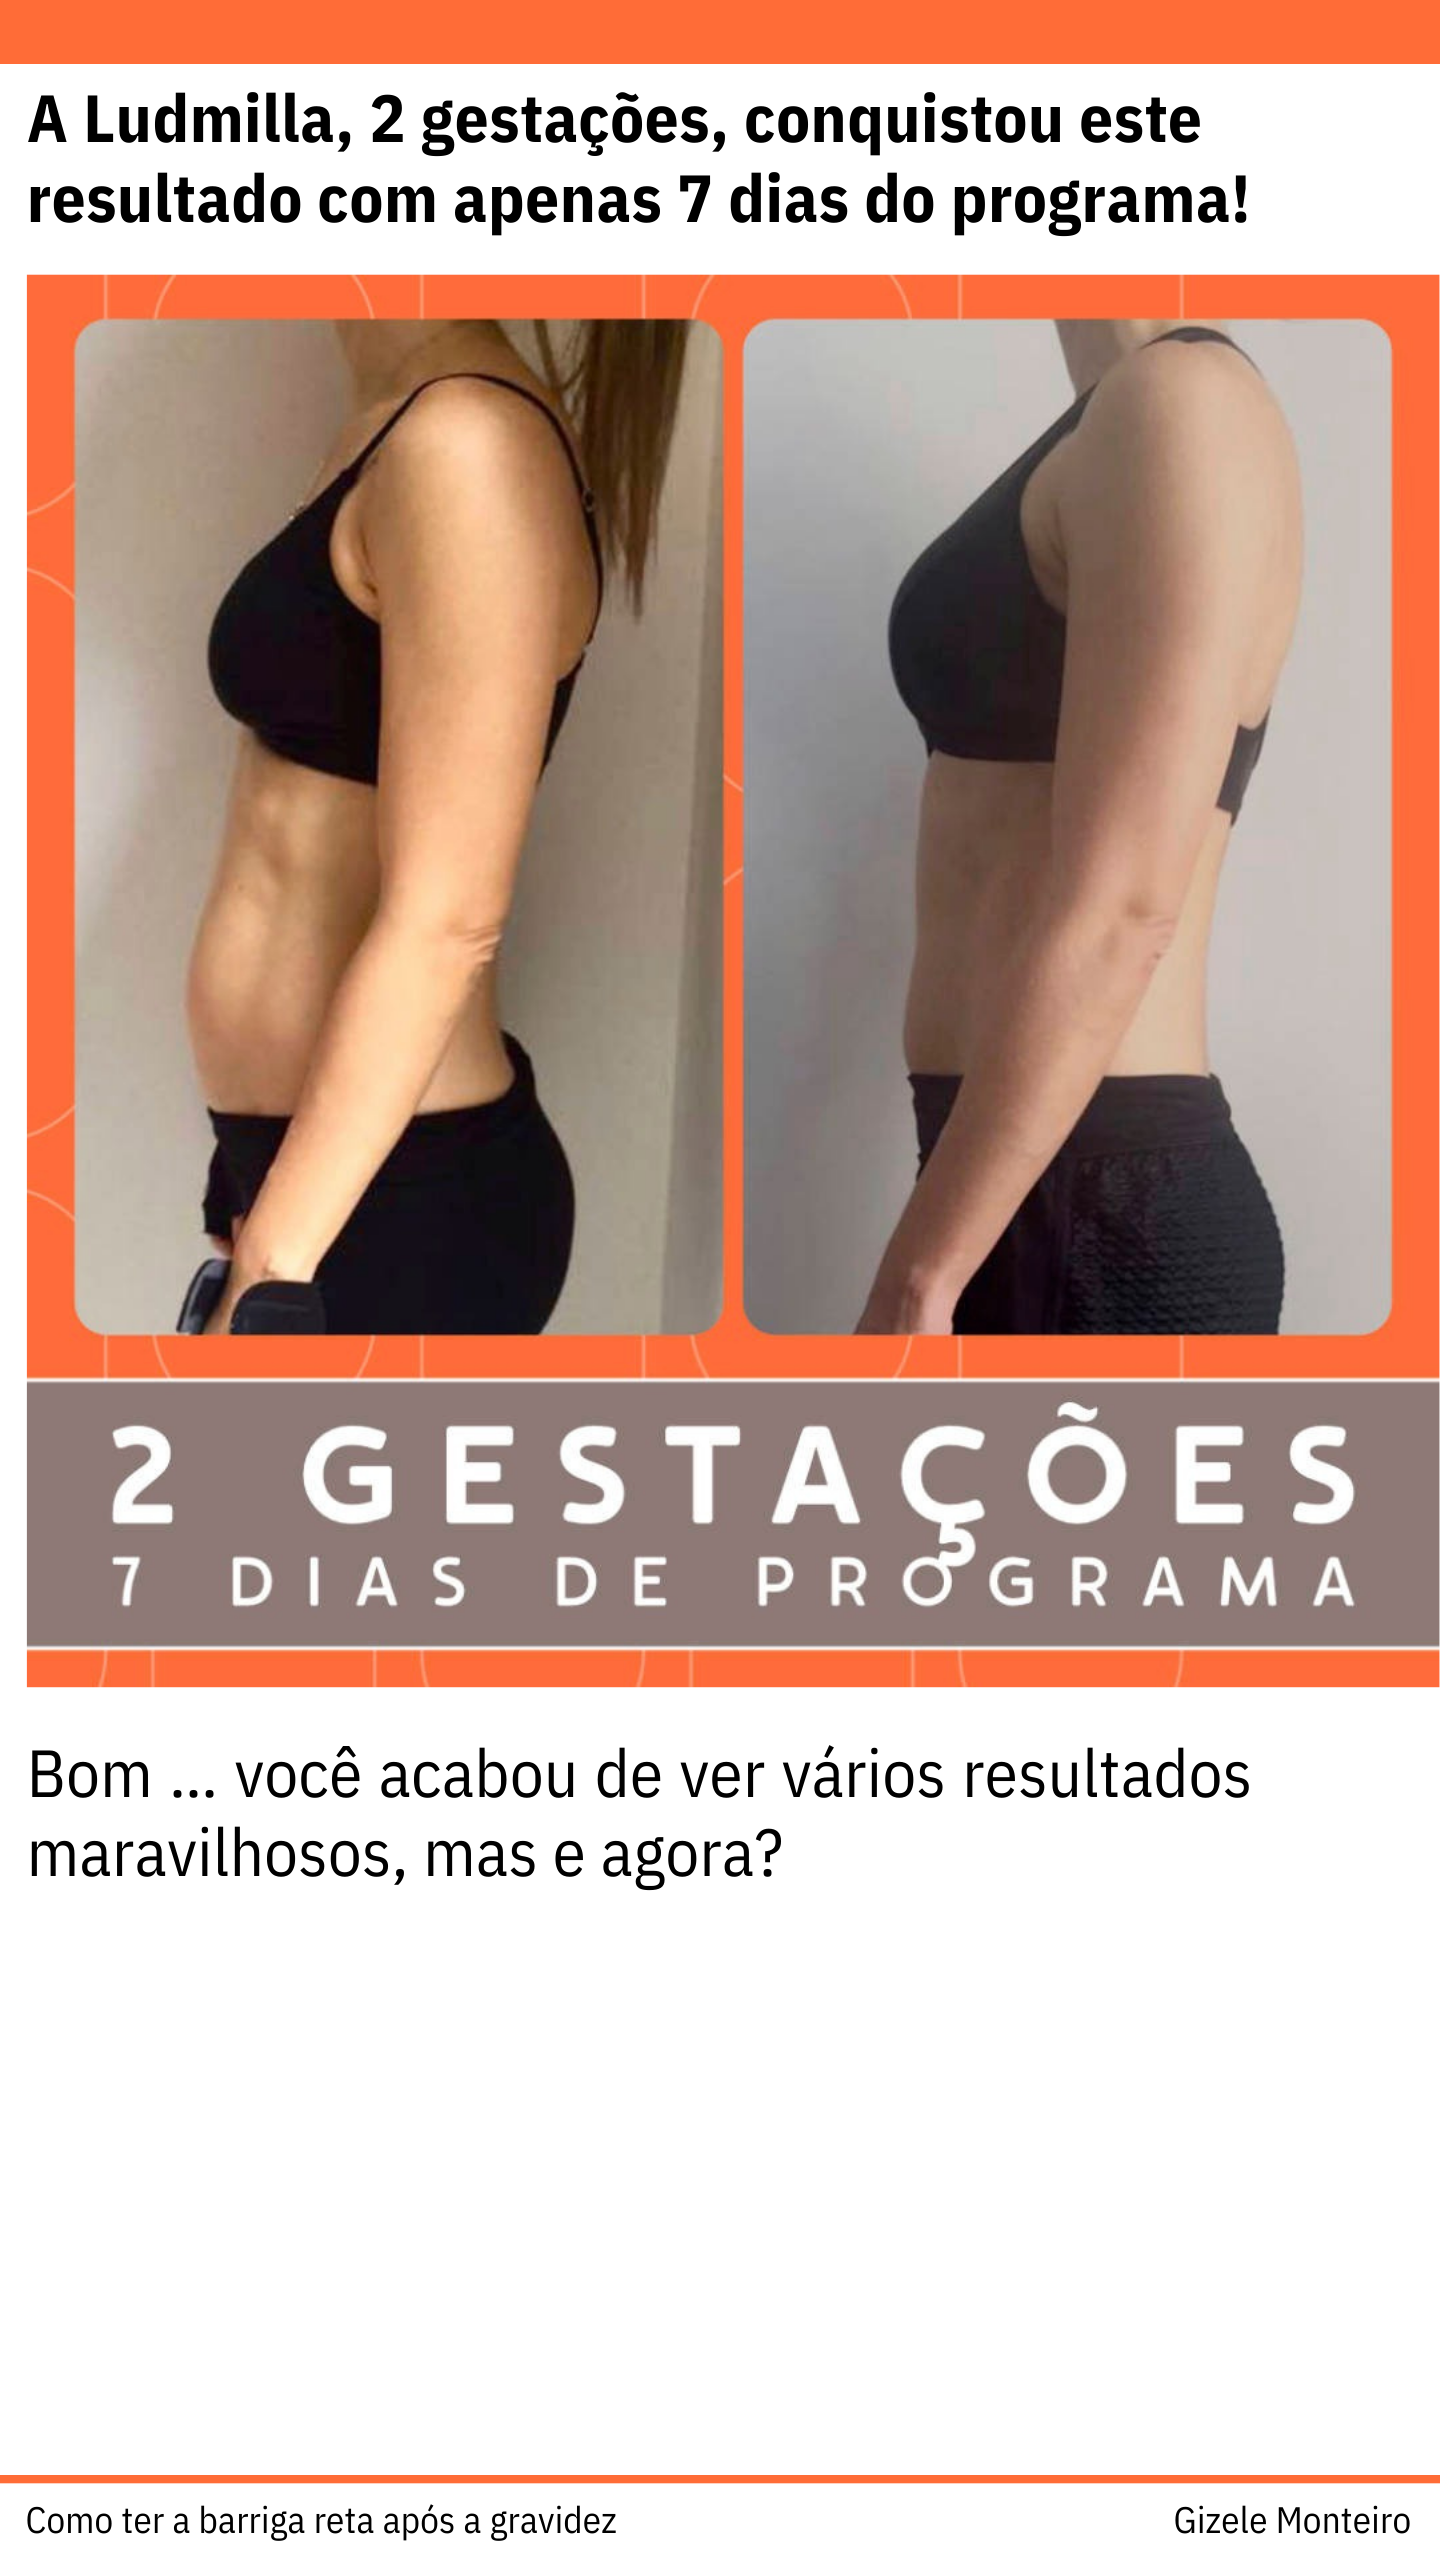 A Ludmilla, 2 gestações, conquistou este
resultado com apenas 7 dias do programa!
2 GESTAÇÕES
7 DIAS DE PROGRAMA
Bom ... você acabou de ver vários resultados
maravilhosos, mas e agora?
Como ter a barriga reta após a gravidez
Gizele Monteiro